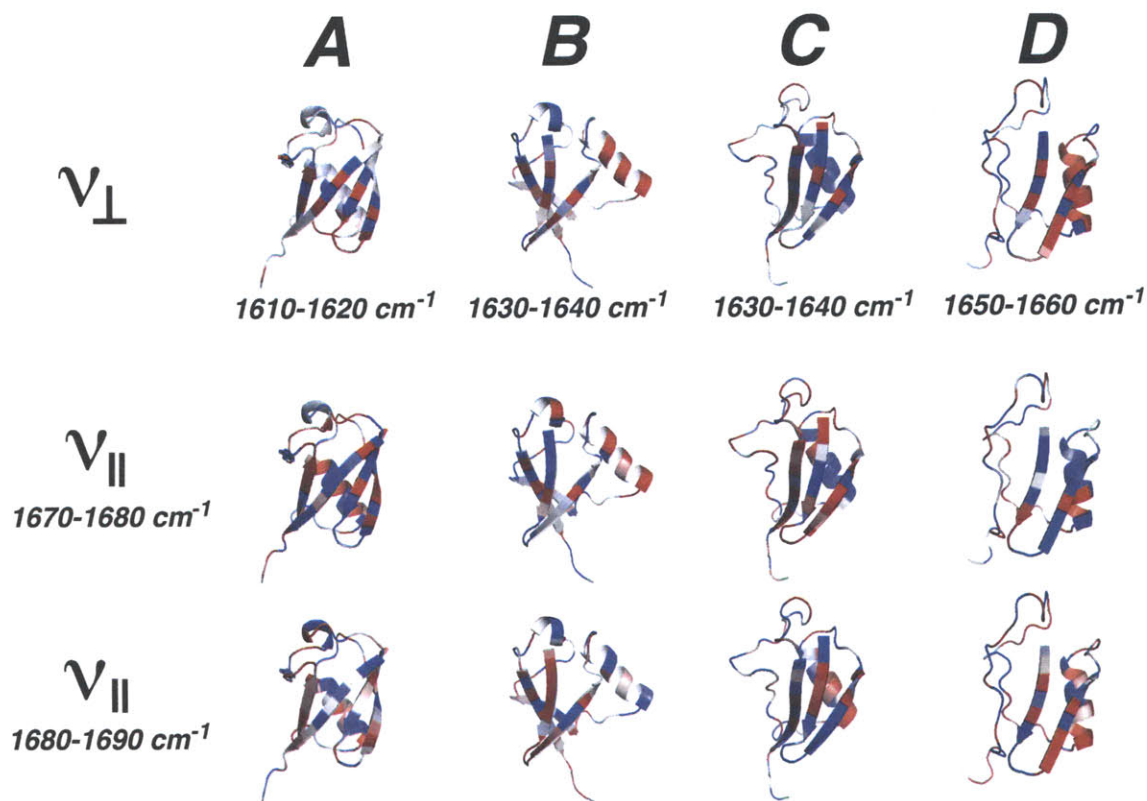 A B C D
ν⊥
1610-1620 cm⁻¹ 1630-1640 cm⁻¹ 1630-1640 cm⁻¹ 1650-1660 cm⁻¹
ν||
1670-1680 cm⁻¹
ν||
1680-1690 cm⁻¹